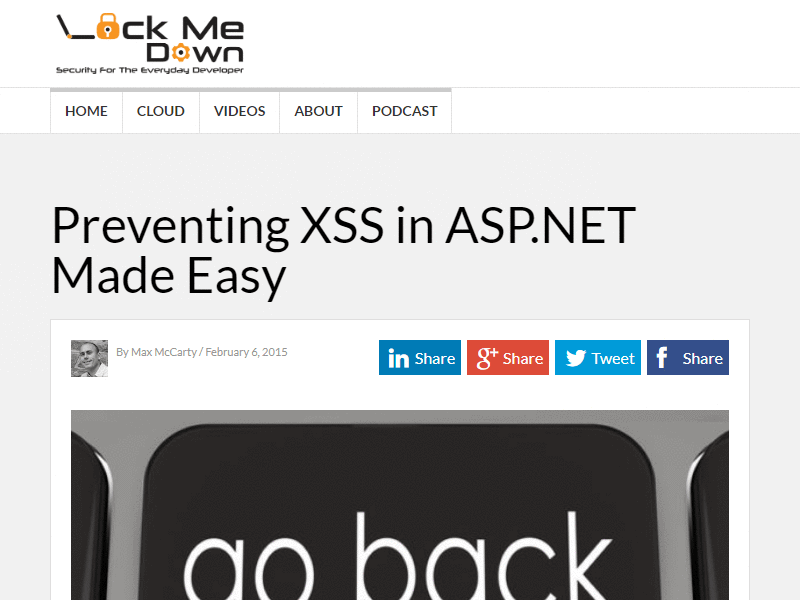 Lock Me
Down
Security For The Everyday Developer
HOME CLOUD VIDEOS ABOUT PODCAST
Preventing XSS in ASP.NET
Made Easy
By Max McCarty / February 6, 2015
in Share g+ Share Tweet f Share
go back